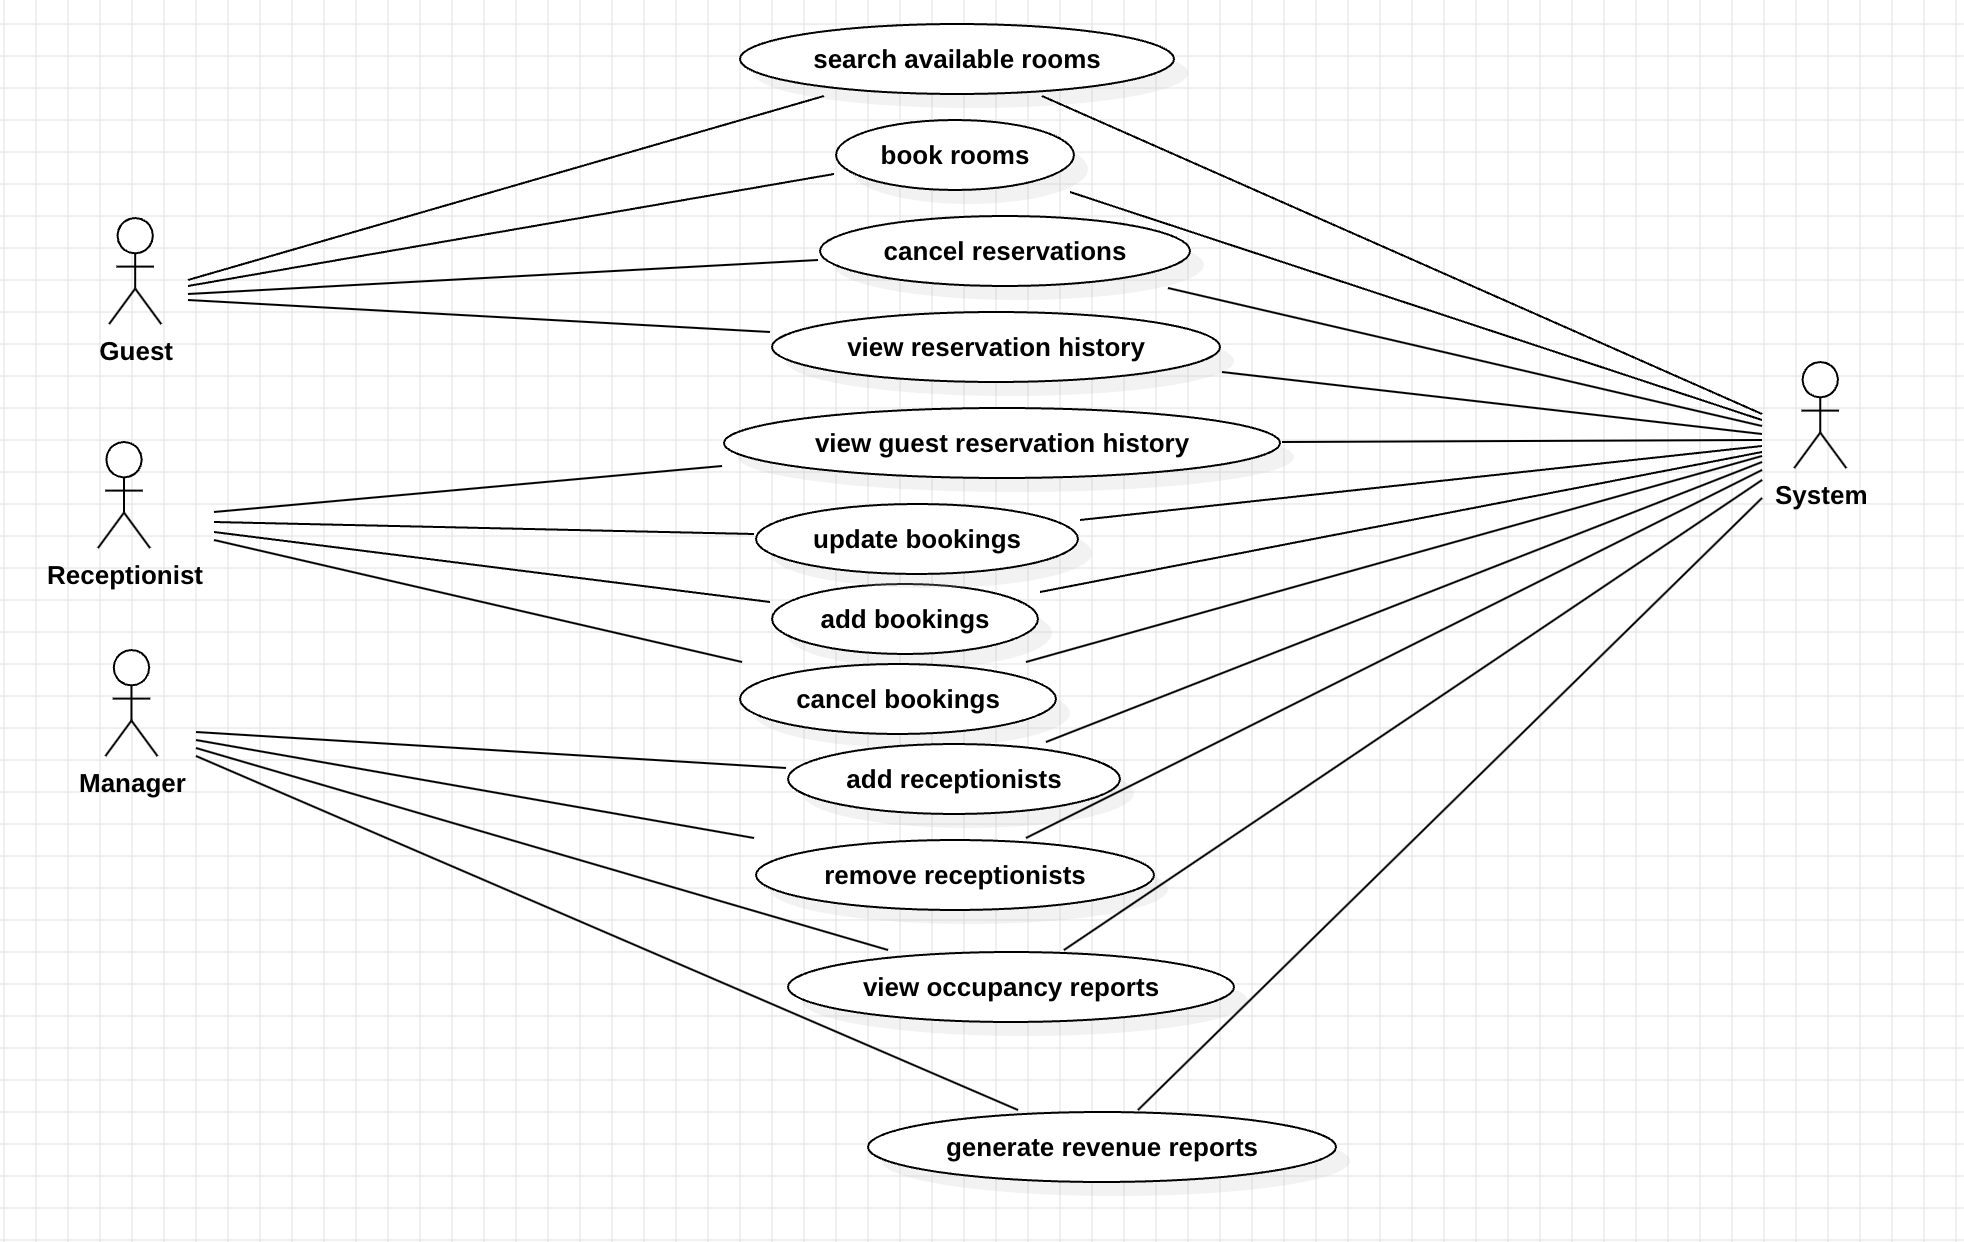 search available rooms
book rooms
cancel reservations
Guest
view reservation history
view guest reservation history
System
update bookings
Receptionist
add bookings
cancel bookings
Manager
add receptionists
remove receptionists
view occupancy reports
generate revenue reports